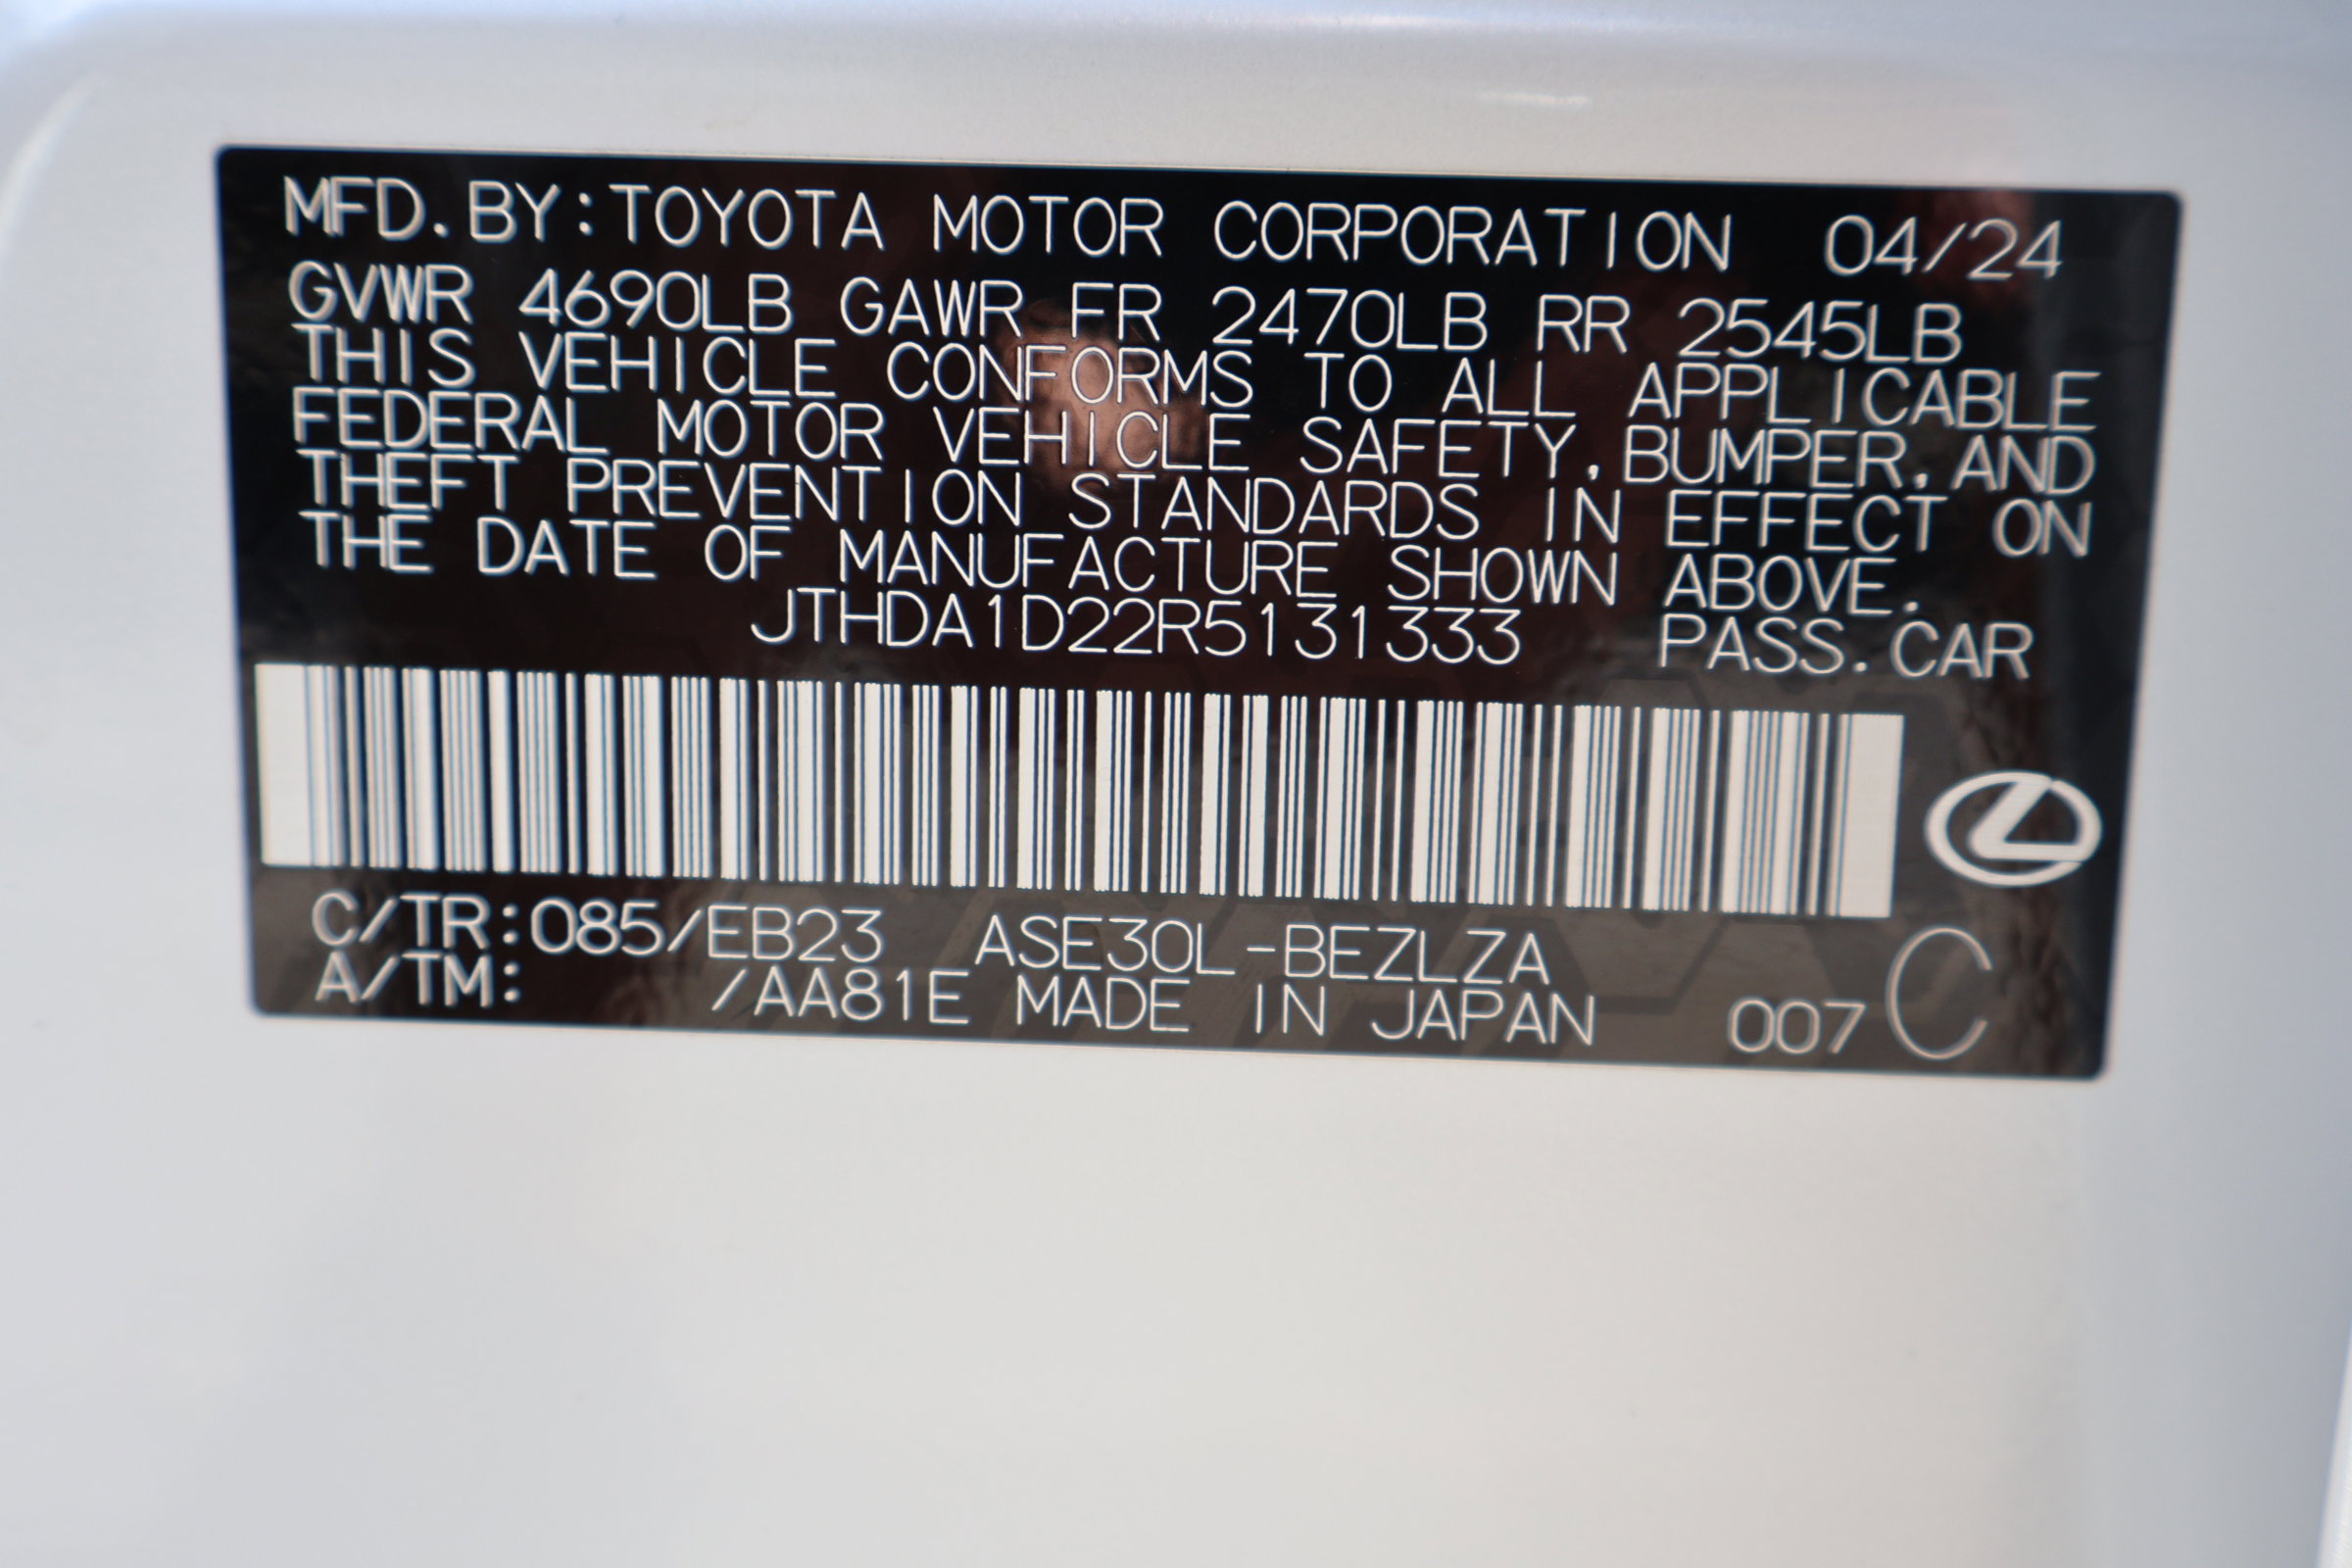 MFD.BY:TOYOTA MOTOR CORPORATION 04/24
GVWR 4690LB GAWR FR 2470LB RR 2545LB
THIS VEHICLE CONFORMS TO ALL APPLICABLE
FEDERAL MOTOR VEHICLE SAFETY,BUMPER,AND
THEFT PREVENTION STANDARDS IN EFFECT ON
THE DATE OF MANUFACTURE SHOWN ABOVE.
JTHDA1D22R5131333 PASS.CAR
C/TR:085/EB23 ASE30L-BEZLZA
A/TM: /AA81E MADE IN JAPAN 007 C